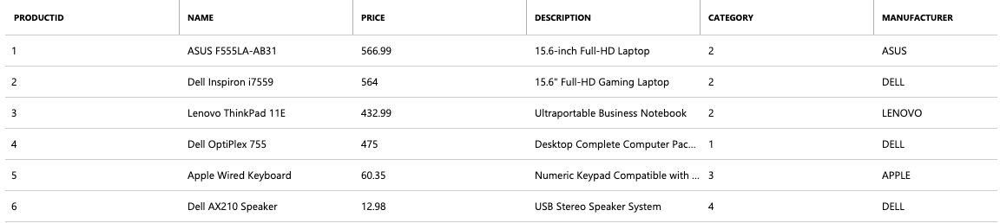 PRODUCTID NAME PRICE DESCRIPTION CATEGORY MANUFACTURER
1 ASUS F555LA-AB31 566.99 15.6-inch Full-HD Laptop 2 ASUS
2 Dell Inspiron i7559 564 15.6" Full-HD Gaming Laptop 2 DELL
3 Lenovo ThinkPad 11E 432.99 Ultraportable Business Notebook 2 LENOVO
4 Dell OptiPlex 755 475 Desktop Complete Computer Pac... 1 DELL
5 Apple Wired Keyboard 60.35 Numeric Keypad Compatible with ... 3 APPLE
6 Dell AX210 Speaker 12.98 USB Stereo Speaker System 4 DELL